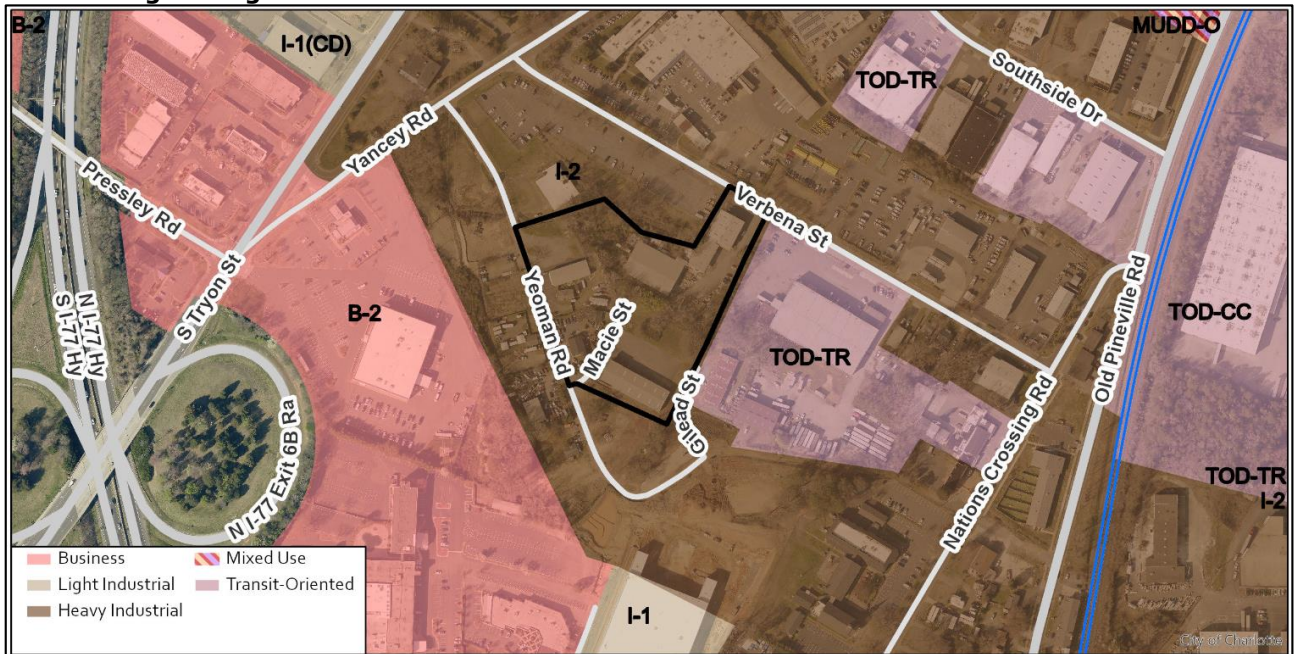 B-2
I-1(CD)
MUDD-O
TOD-TR
Southside Dr
Yancey Rd
Pressley Rd
I-2
Verbena St
S Tryon St
N I-77 Hy
S I-77 Hy
B-2
Yeoman Rd
Macie St
TOD-TR
Gilead St
TOD-CC
Old Pineville Rd
Nations Crossing Rd
N I-77 Exit 6B Ra
TOD-TR
I-2
I-1
Business
Mixed Use
Light Industrial
Transit-Oriented
Heavy Industrial
City of Charlotte